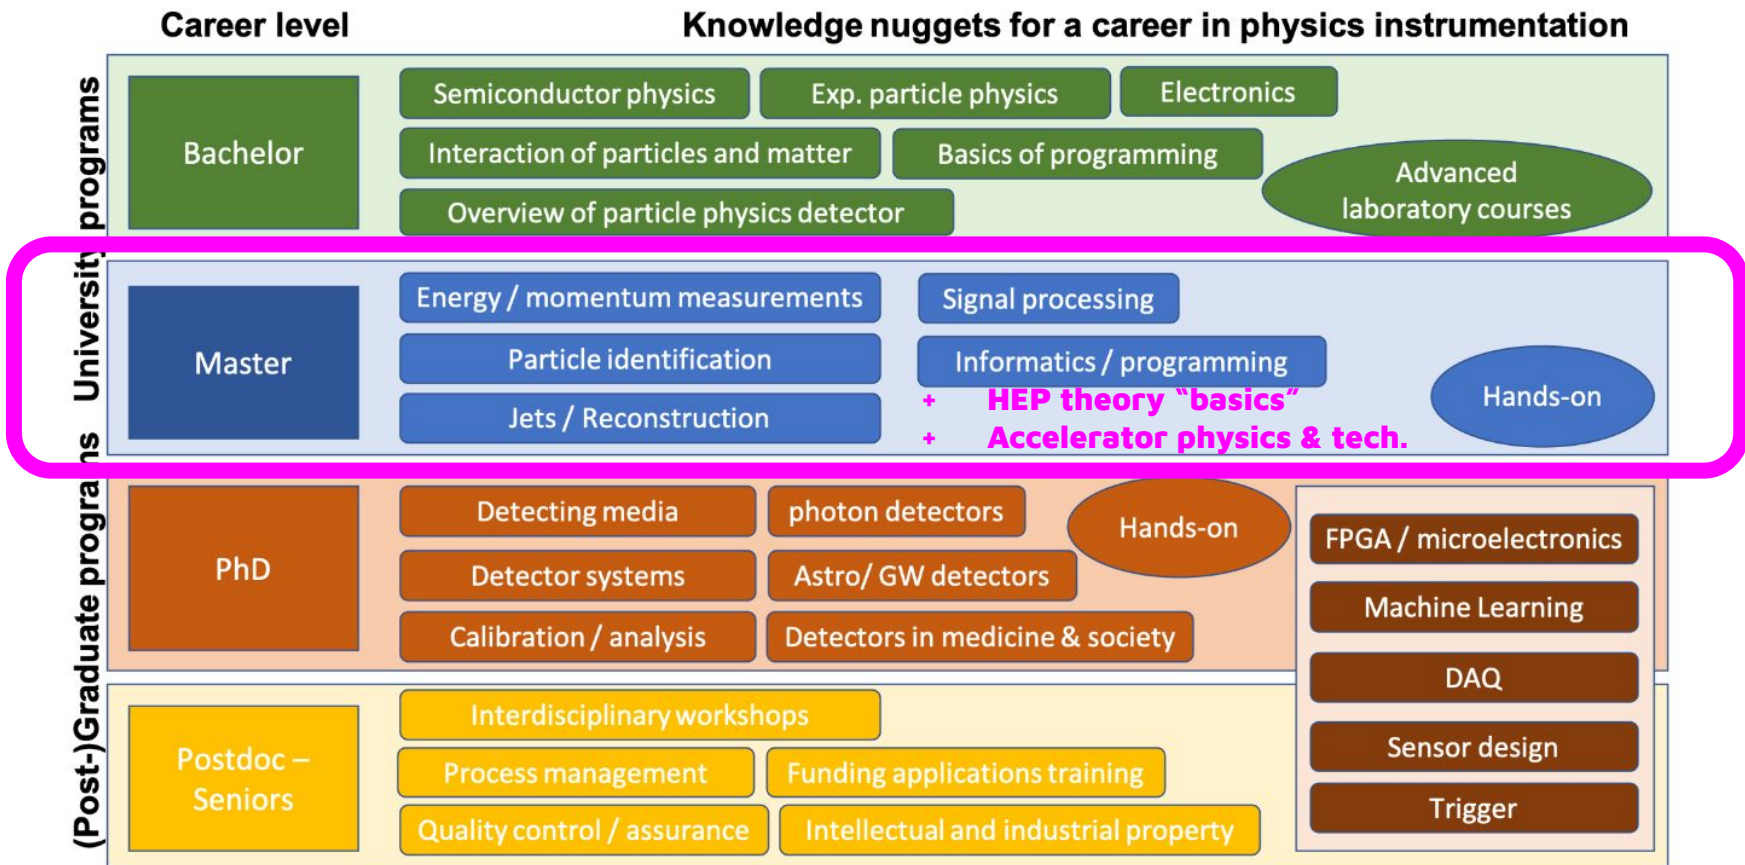 Career level
Knowledge nuggets for a career in physics instrumentation
University programs
Bachelor
Semiconductor physics
Exp. particle physics
Electronics
Interaction of particles and matter
Basics of programming
Overview of particle physics detector
Advanced
laboratory courses
Master
Energy / momentum measurements
Signal processing
Particle identification
Informatics / programming
Jets / Reconstruction
+ HEP theory “basics”
+ Accelerator physics & tech.
Hands-on
(Post-)Graduate programs
PhD
Detecting media
photon detectors
Hands-on
Detector systems
Astro/ GW detectors
Calibration / analysis
Detectors in medicine & society
FPGA / microelectronics
Machine Learning
DAQ
Sensor design
Trigger
Postdoc –
Seniors
Interdisciplinary workshops
Process management
Funding applications training
Quality control / assurance
Intellectual and industrial property